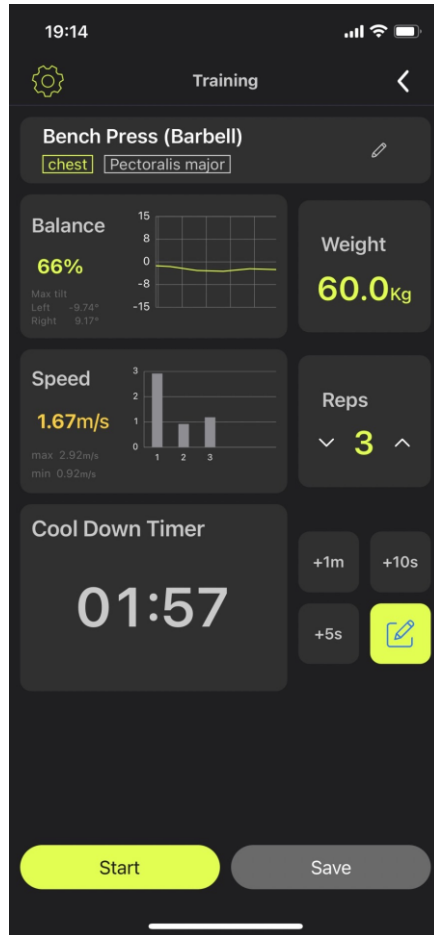 19:14
Training
Bench Press (Barbell)
chest Pectoralis major
Balance
66%
Max tilt
Left -9.74°
Right 9.17°
15
8
0
-8
-15
Weight
60.0Kg
Speed
1.67m/s
max 2.92m/s
min 0.92m/s
3
2
1
0
1 2 3
Reps
3
Cool Down Timer
01:57
+1m +10s
+5s
Start Save